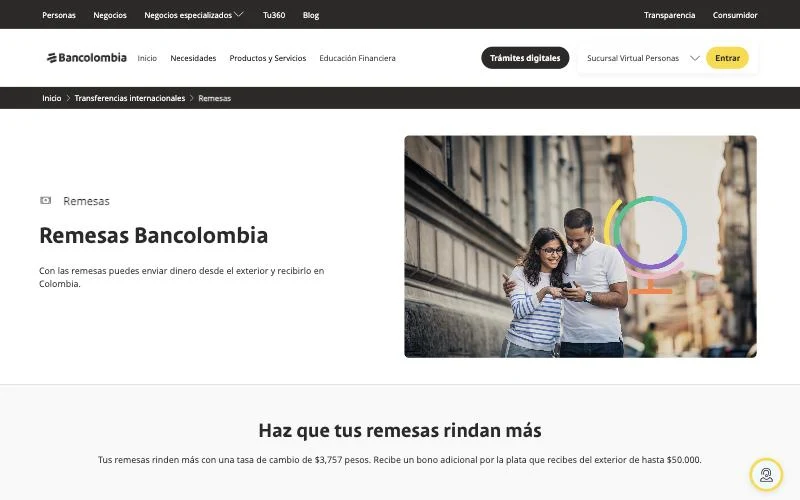 Personas Negocios Negocios especializados Tu360 Blog Transparencia Consumidor
Bancolombia Inicio Necesidades Productos y Servicios Educación Financiera Trámites digitales Sucursal Virtual Personas Entrar
Inicio Transferencias internacionales Remesas
Remesas
Remesas Bancolombia
Con las remesas puedes enviar dinero desde el exterior y recibirlo en
Colombia.
Haz que tus remesas rindan más
Tus remesas rinden más con una tasa de cambio de $3,757 pesos. Recibe un bono adicional por la plata que recibes del exterior de hasta $50.000.